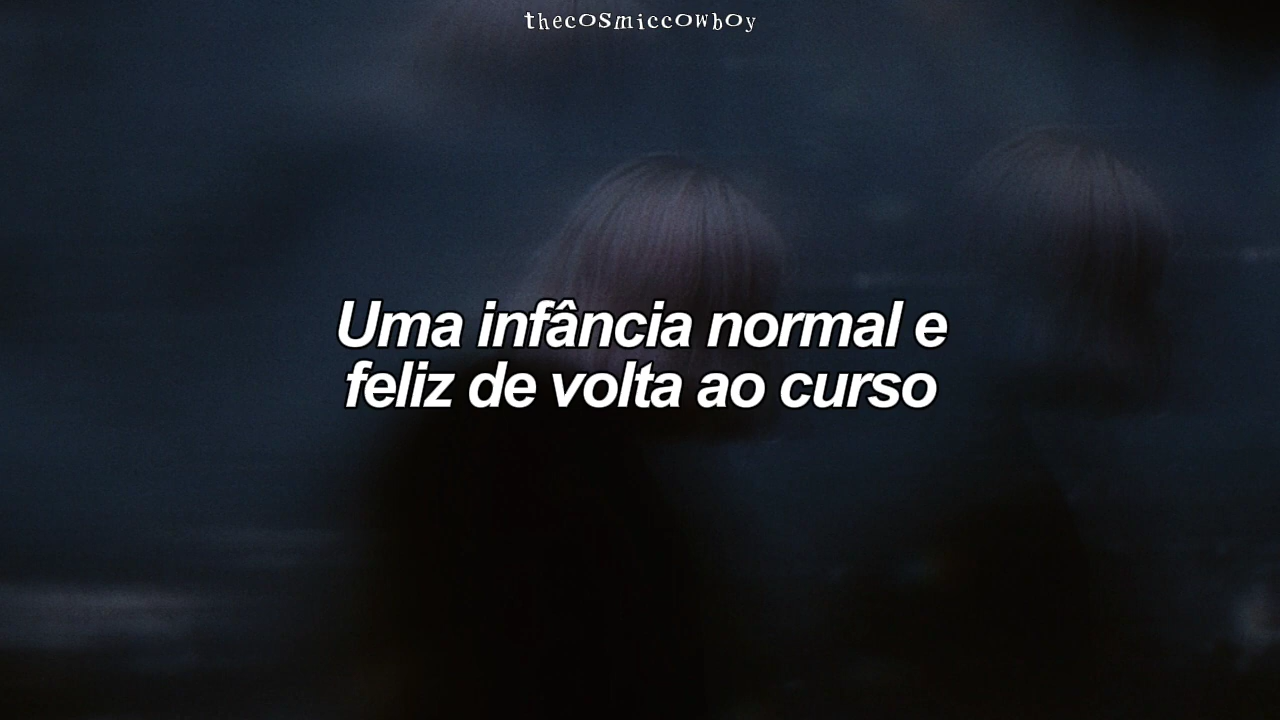 thecosmiccowboy
Uma infância normal e
feliz de volta ao curso